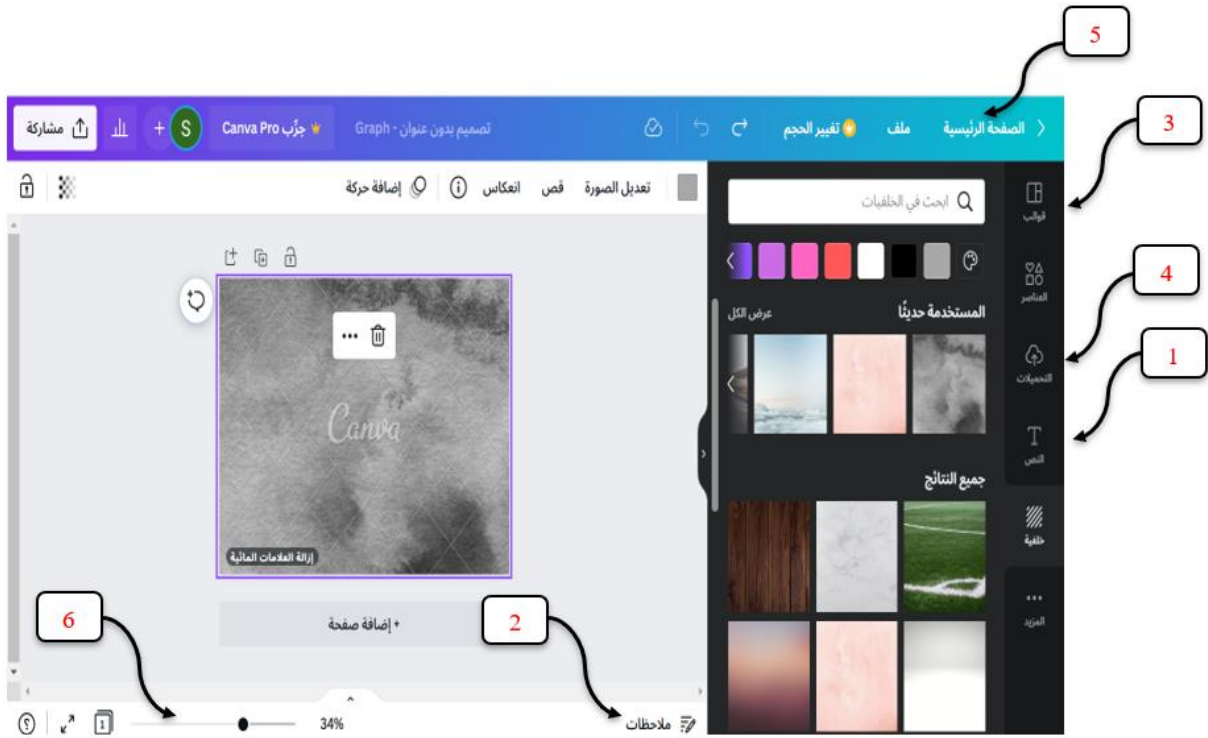 5
3
4
1
6
2
الصفحة الرئيسية
ملف
تغيير الحجم
تصميم بدون عنوان - Graph
جرِّب Canva Pro
S
+
مشاركة
تعديل الصورة
قص
انعكاس
إضافة حركة
قوالب
العناصر
التحميلات
النص
خلفية
المزيد
ابحث في الخلفيات
المستخدمة حديثًا
عرض الكل
جميع النتائج
Canva
إزالة العلامات المائية
+ إضافة صفحة
ملاحظات
34%
1
?